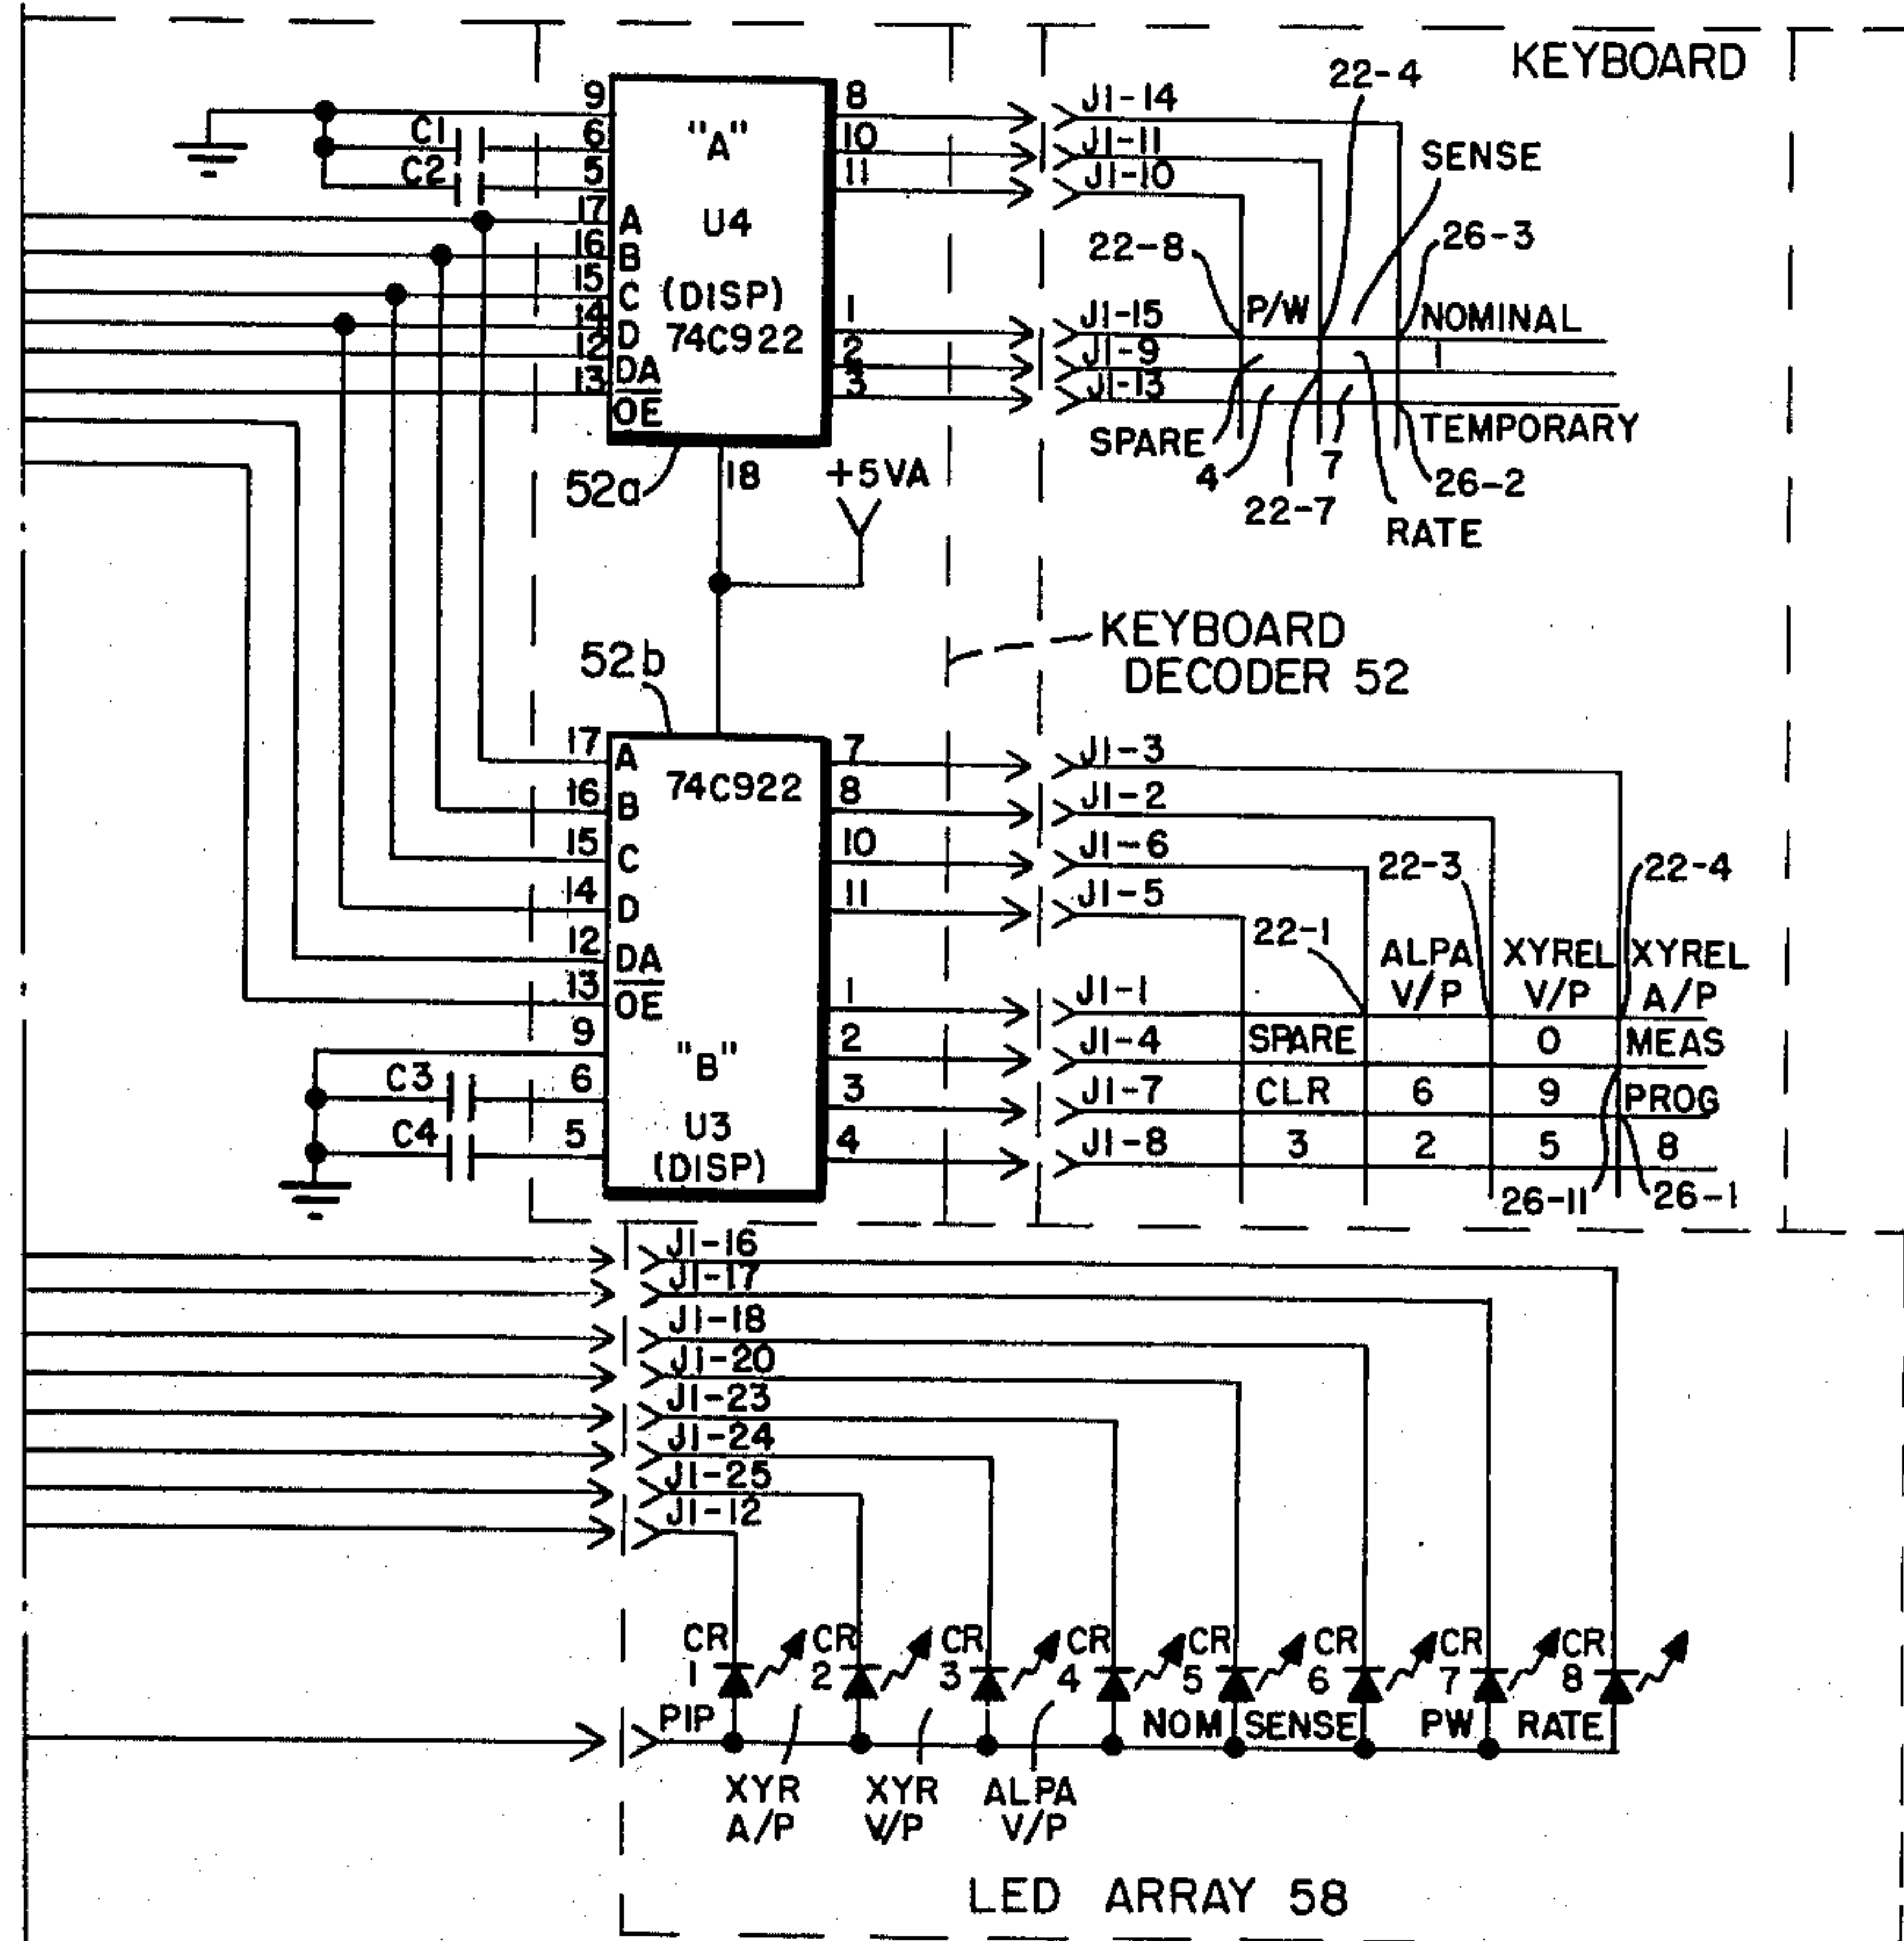 KEYBOARD
22-4
9
6
5
17
16
15
14
12
13
C1
C2
"A"
U4
(DISP)
74C922
A
B
C
D
DA
OE
8
10
11
1
2
3
J1-14
J1-11
J1-10
SENSE
22-8
26-3
J1-15
P/W
NOMINAL
J1-9
1
J1-13
SPARE
TEMPORARY
4
22-7
7
26-2
RATE
52a
18
+5VA
KEYBOARD
DECODER 52
52b
17
16
15
14
12
13
9
6
5
A
B
C
D
DA
OE
74C922
"B"
U3
(DISP)
C3
C4
7
8
10
11
1
2
3
4
J1-3
J1-2
J1-6
J1-5
22-3
22-4
22-1
ALPA
V/P
XYREL
V/P
XYREL
A/P
J1-1
J1-4
SPARE
0
MEAS
J1-7
CLR
6
9
PROG
J1-8
3
2
5
8
26-11
26-1
J1-16
J1-17
J1-18
J1-20
J1-23
J1-24
J1-25
J1-12
CR
1
CR
2
CR
3
CR
4
CR
5
CR
6
CR
7
CR
8
PIP
NOM
SENSE
PW
RATE
XYR
A/P
XYR
V/P
ALPA
V/P
LED ARRAY 58